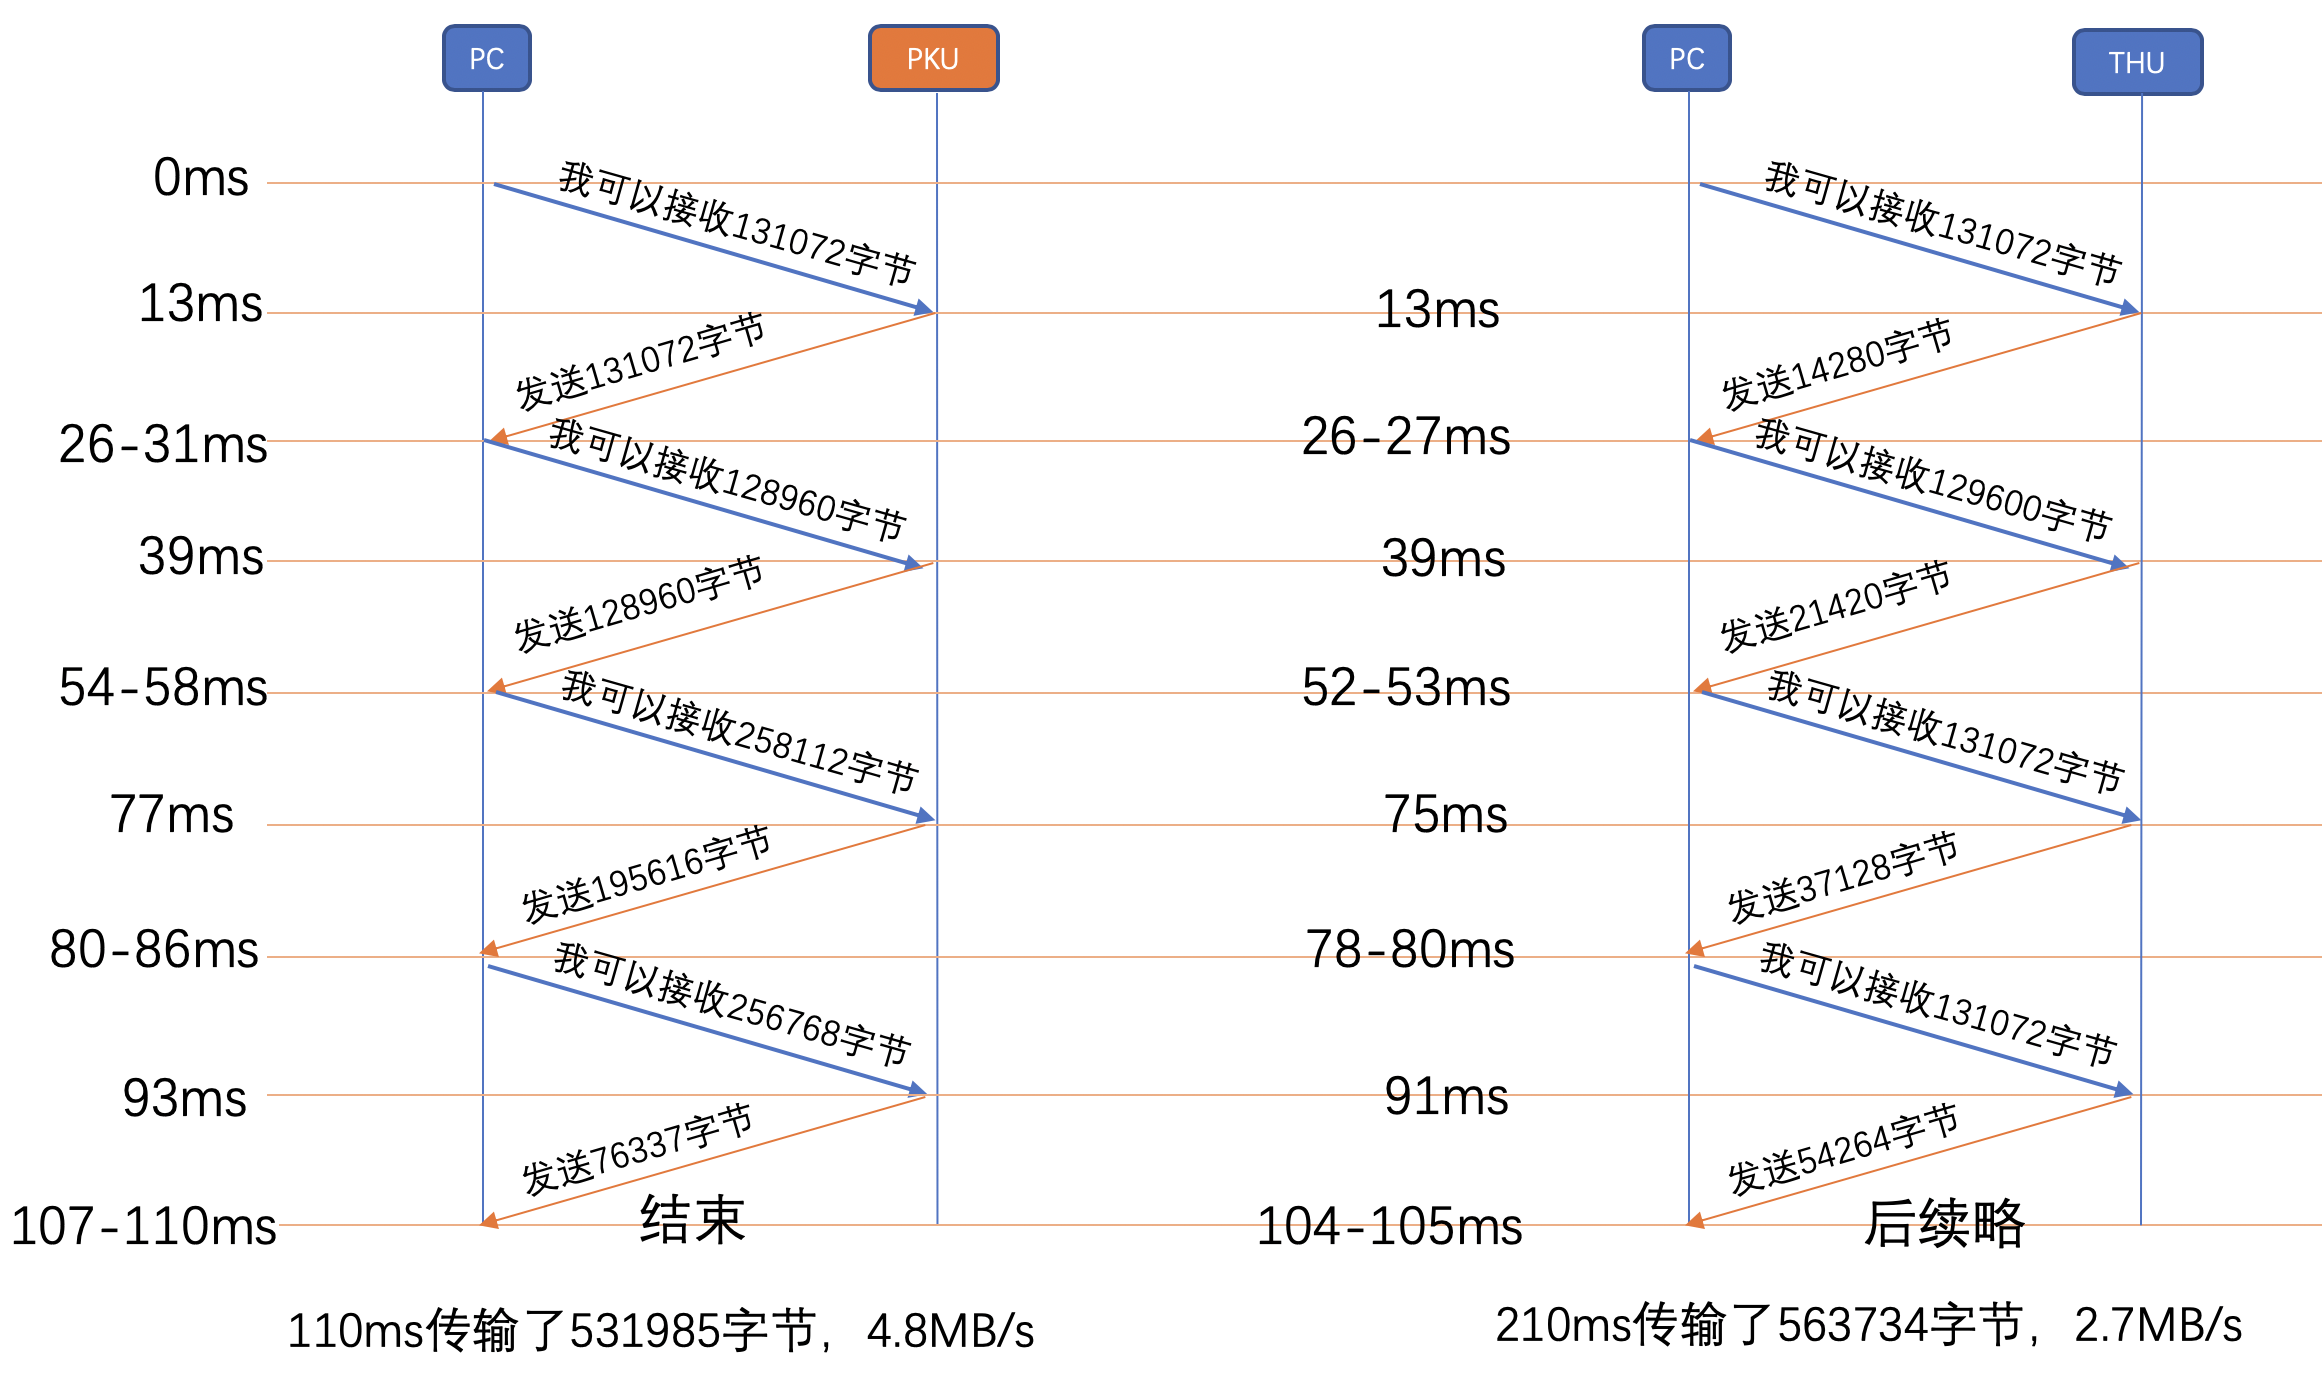 PC
PKU
PC
THU
0ms
我可以接收131072字节
我可以接收131072字节
13ms
13ms
发送131072字节
发送14280字节
26-31ms
26-27ms
我可以接收128960字节
我可以接收129600字节
39ms
39ms
发送128960字节
发送21420字节
54-58ms
52-53ms
我可以接收258112字节
我可以接收131072字节
77ms
75ms
发送195616字节
发送37128字节
80-86ms
78-80ms
我可以接收256768字节
我可以接收131072字节
93ms
91ms
发送76337字节
发送54264字节
107-110ms
结束
104-105ms
后续略
110ms传输了531985字节，4.8MB/s
210ms传输了563734字节，2.7MB/s